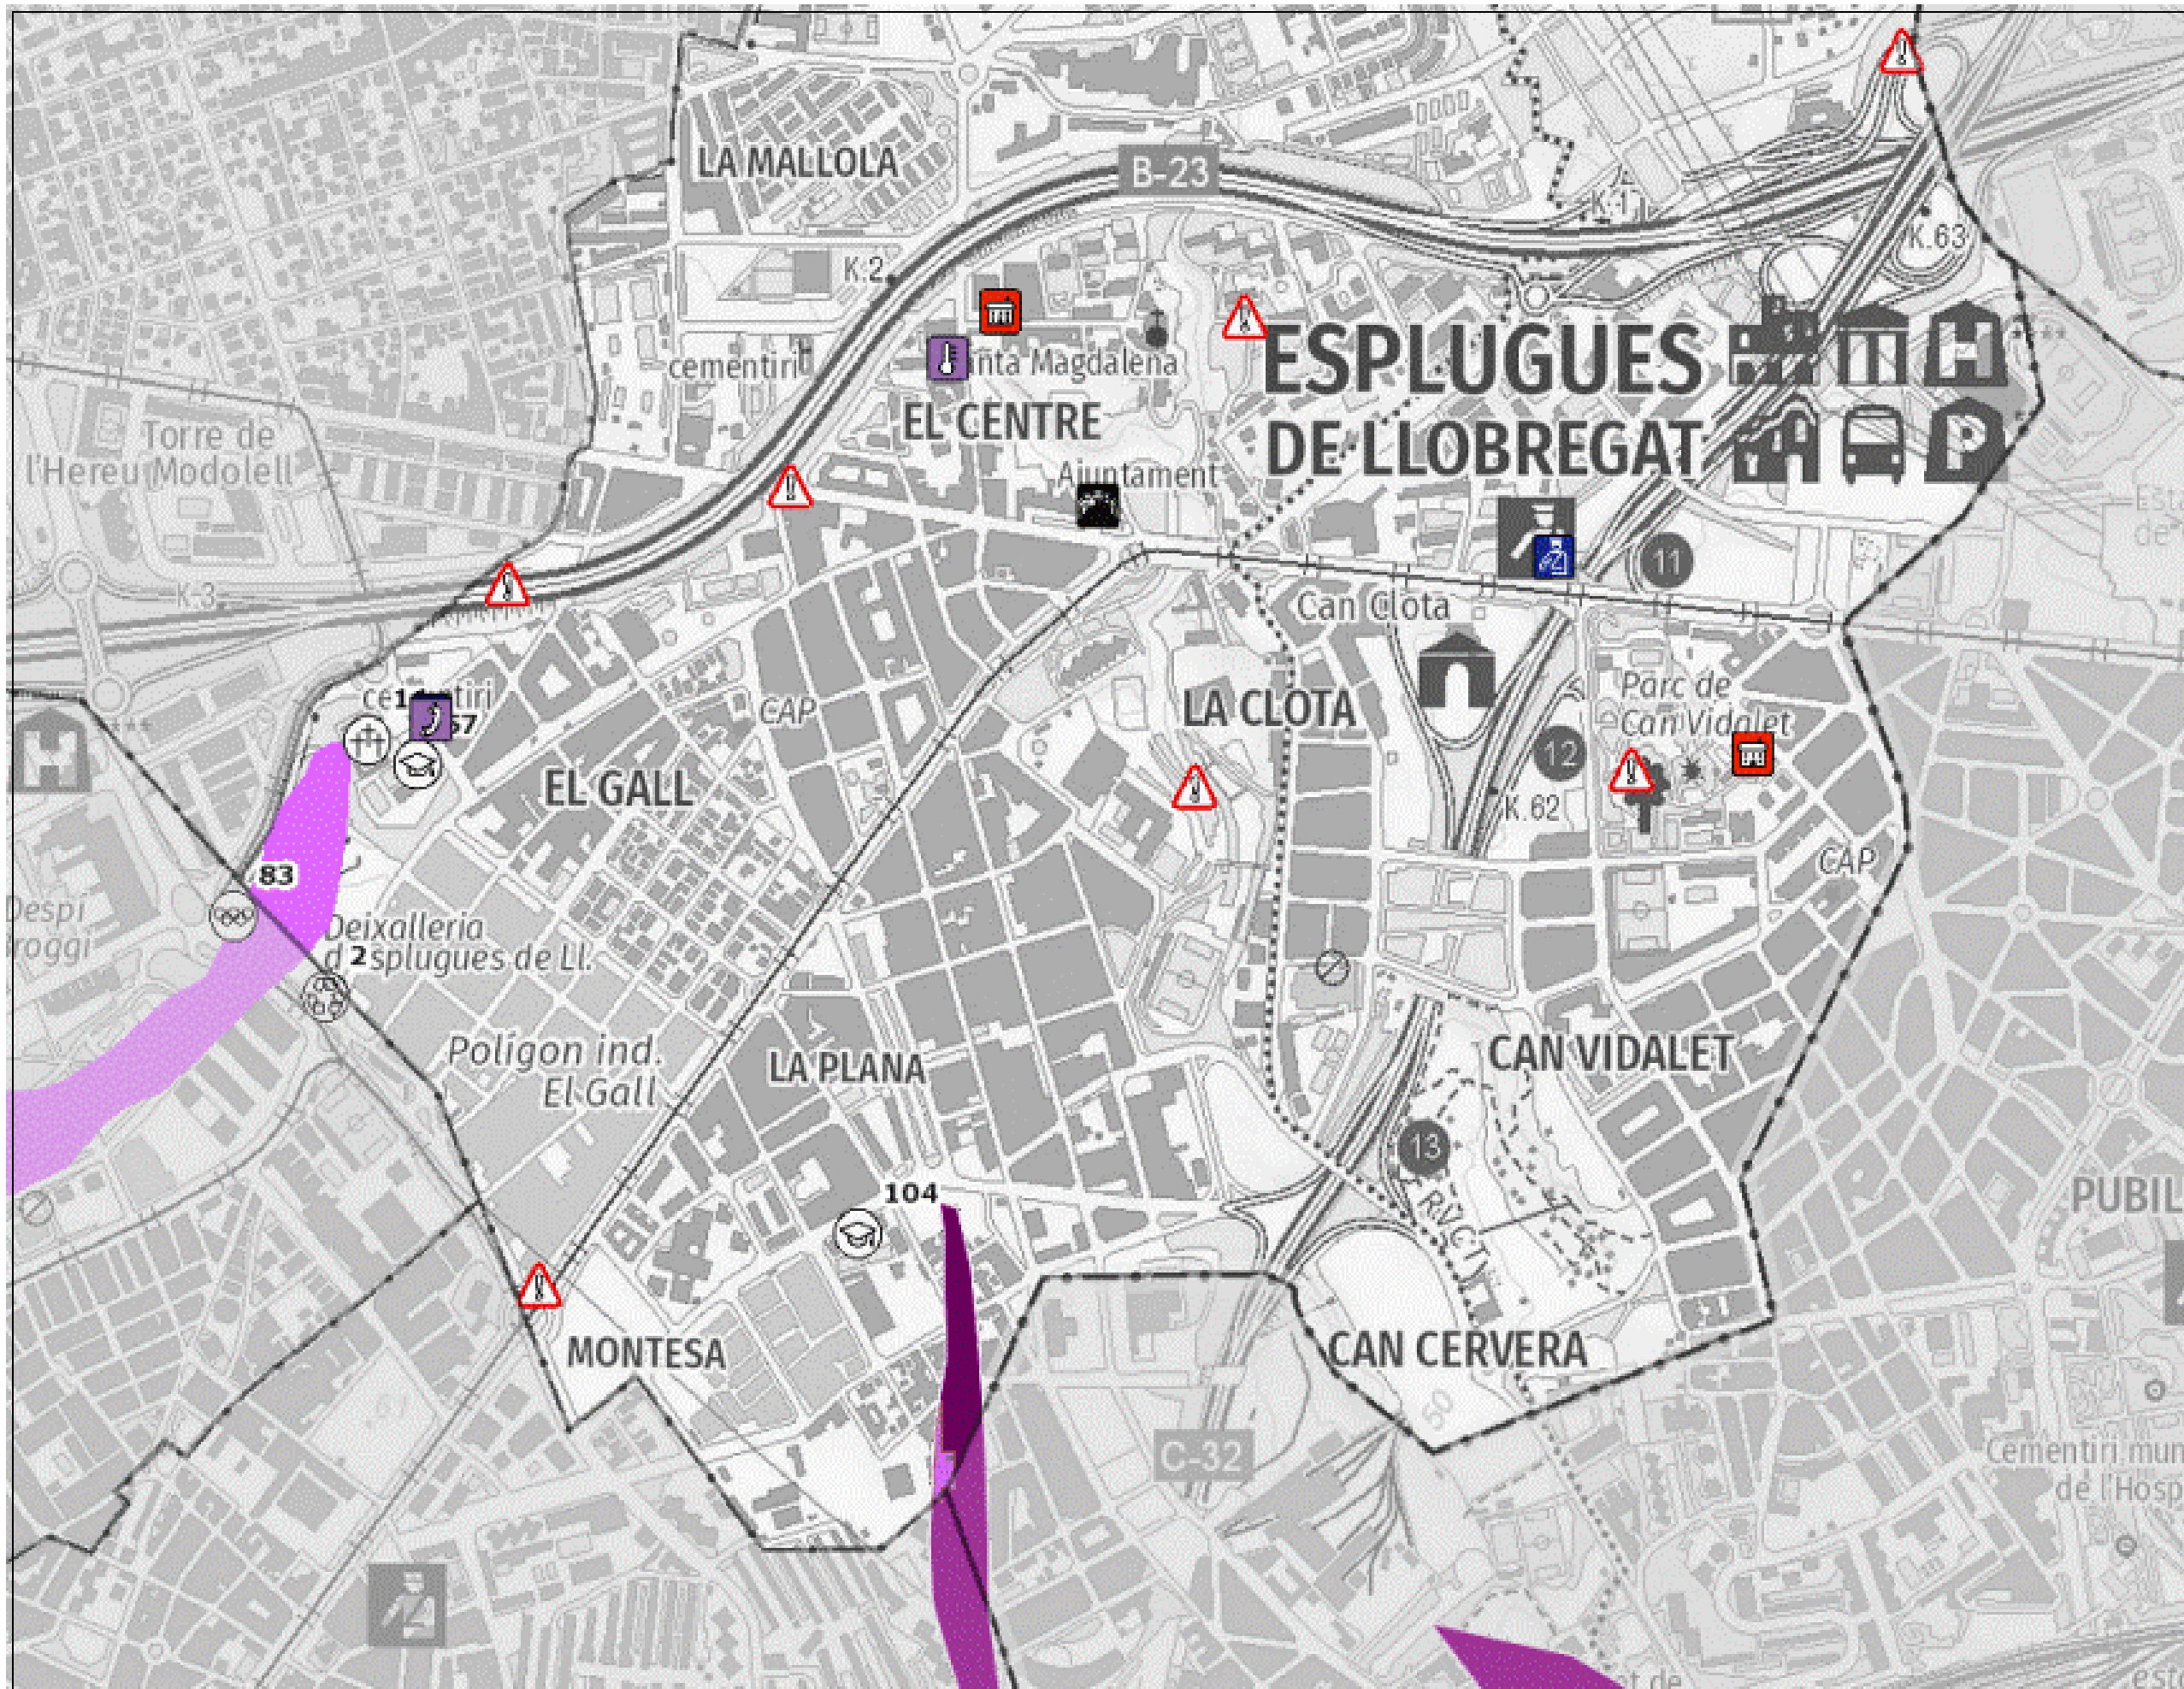 LA MALLOLA
B-23
K.1
K.63
K.2
cementiri
Magdalena
ESPLUGUES
DE LLOBREGAT
EL CENTRE
Ajuntament
Torre de
l'Hereu Modolell
K-3
11
Can Clota
Parc de
Can Vidalet
CAP
LA CLOTA
12
K.62
EL GALL
CAP
83
Despí
Deixalleria
2
d'Esplugues de Ll.
Polígon ind.
El Gall
LA PLANA
CAN VIDALET
13
104
PUBIL
MONTESA
CAN CERVERA
50
C-32
Cementiri mun
de l'Hosp